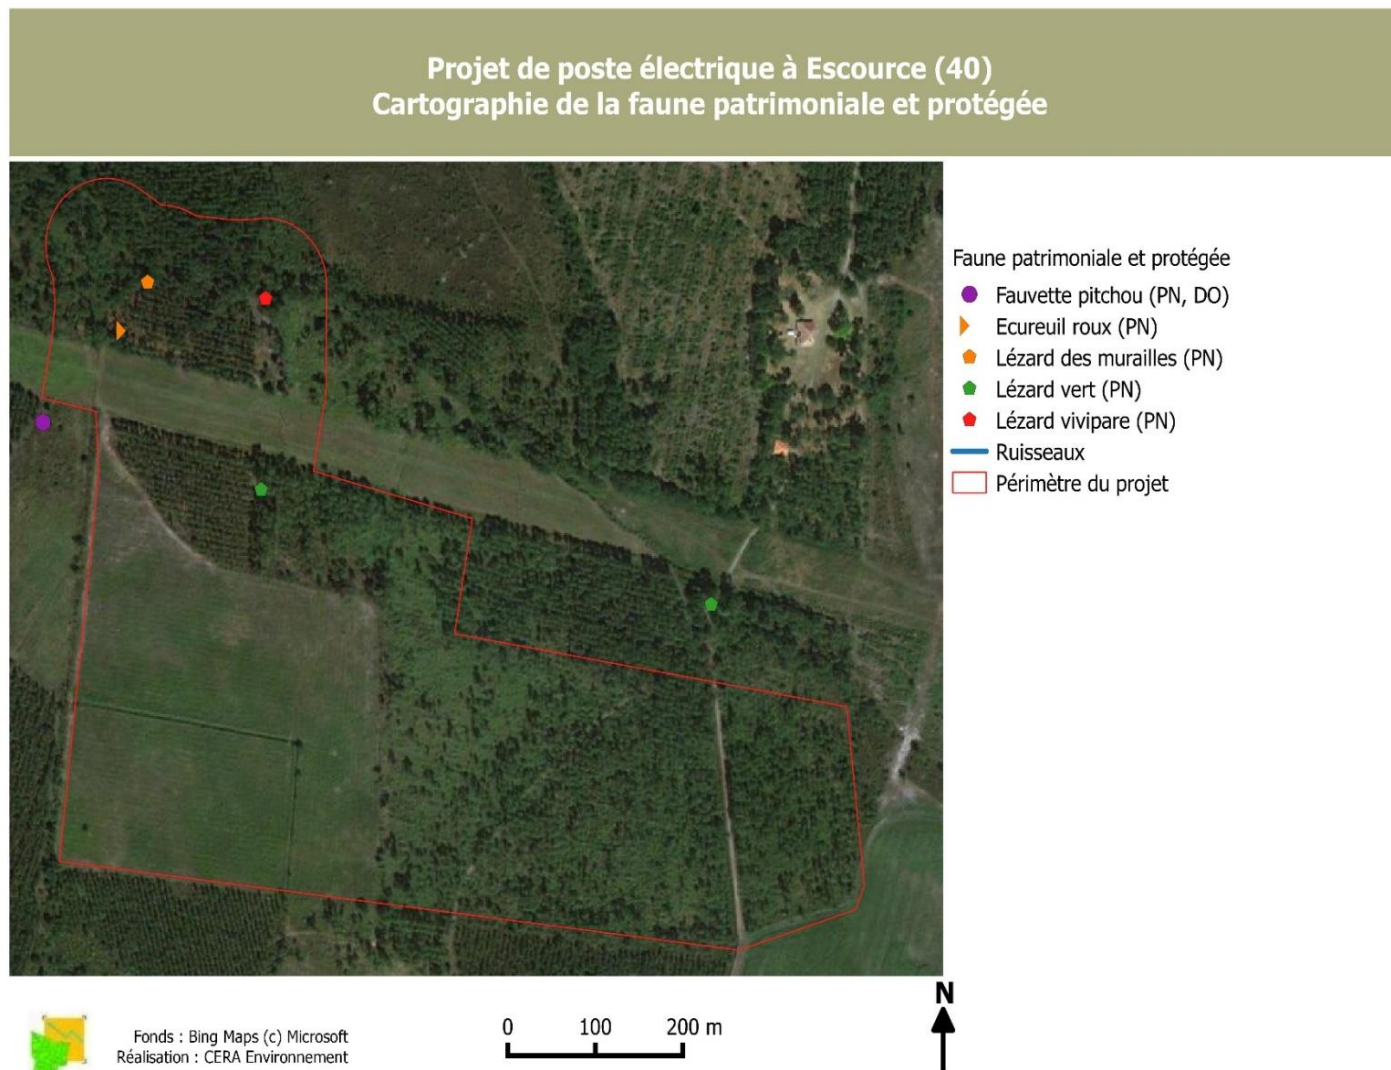 Projet de poste électrique à Escource (40)
Cartographie de la faune patrimoniale et protégée
Faune patrimoniale et protégée
Fauvette pitchou (PN, DO)
Ecureuil roux (PN)
Lézard des murailles (PN)
Lézard vert (PN)
Lézard vivipare (PN)
Ruisseaux
Périmètre du projet
Fonds : Bing Maps (c) Microsoft
Réalisation : CERA Environnement
0 100 200 m
N